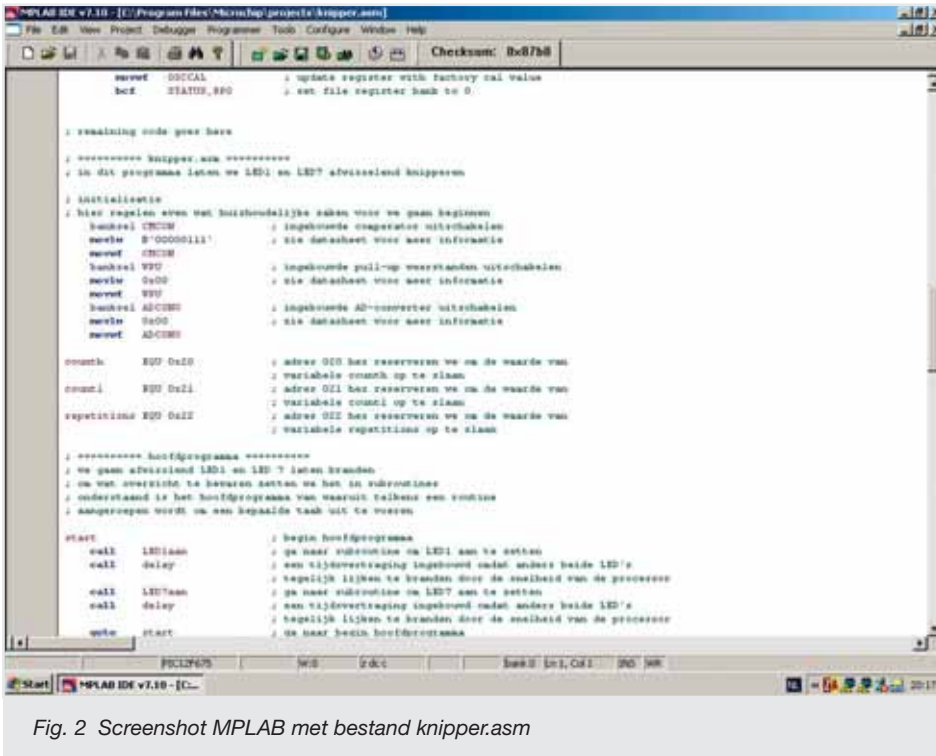 MPLAB IDE v7.10 - [C:\Program Files\Microchip\projects\knipper.asm]
File Edit View Project Debugger Programmer Tools Configure Window Help
Checksum: 0x87b8
movwf OSCCAL ; update register with factory cal value
bcf STATUS,RP0 ; set file register bank to 0
; remaining code goes here
; ========== knipper.asm ==========
; in dit programma laten we LED1 en LED7 afwisselend knipperen
; initialisatie
; hier regelen even wat huishoudelijke zaken voor we gaan beginnen
banksel CMCON ; ingebouwde comparator uitschakelen
movlw B'00000111' ; zie datasheet voor meer informatie
movwf CMCON
banksel WPU ; ingebouwde pull-up weerstanden uitschakelen
movlw 0x00 ; zie datasheet voor meer informatie
movwf WPU
banksel ADCON0 ; ingebouwde AD-converter uitschakelen
movlw 0x00 ; zie datasheet voor meer informatie
movwf ADCON0
counth EQU 0x20 ; adres 020 hex reserveren we om de waarde van
; variabele counth op te slaan
countl EQU 0x21 ; adres 021 hex reserveren we om de waarde van
; variabele countl op te slaan
repetitions EQU 0x22 ; adres 022 hex reserveren we om de waarde van
; variabele repetitions op te slaan
; ========== hoofdprogramma ==========
; we gaan afwisselend LED1 en LED 7 laten branden
; om wat overzicht te bewaren zetten we het in subroutines
; onderstaand is het hoofdprogramma van waaruit telkens een routine
; aangeroepen wordt om een bepaalde taak uit te voeren
start ; begin hoofdprogramma
call LED1aan ; ga naar subroutine om LED1 aan te zetten
call delay ; een tijdsvertraging ingebouwd omdat anders beide LED's
; tegelijk lijken te branden door de snelheid van de processor
call LED7aan ; ga naar subroutine om LED7 aan te zetten
call delay ; een tijdsvertraging ingebouwd omdat anders beide LED's
; tegelijk lijken te branden door de snelheid van de processor
goto start ; ga naar begin hoofdprogramma
PIC12F675 W:0 z dc c bank 0 Ln 1, Col 1 INS WR
Start MPLAB IDE v7.10 - [C:... NL 20:17
Fig. 2 Screenshot MPLAB met bestand knipper.asm